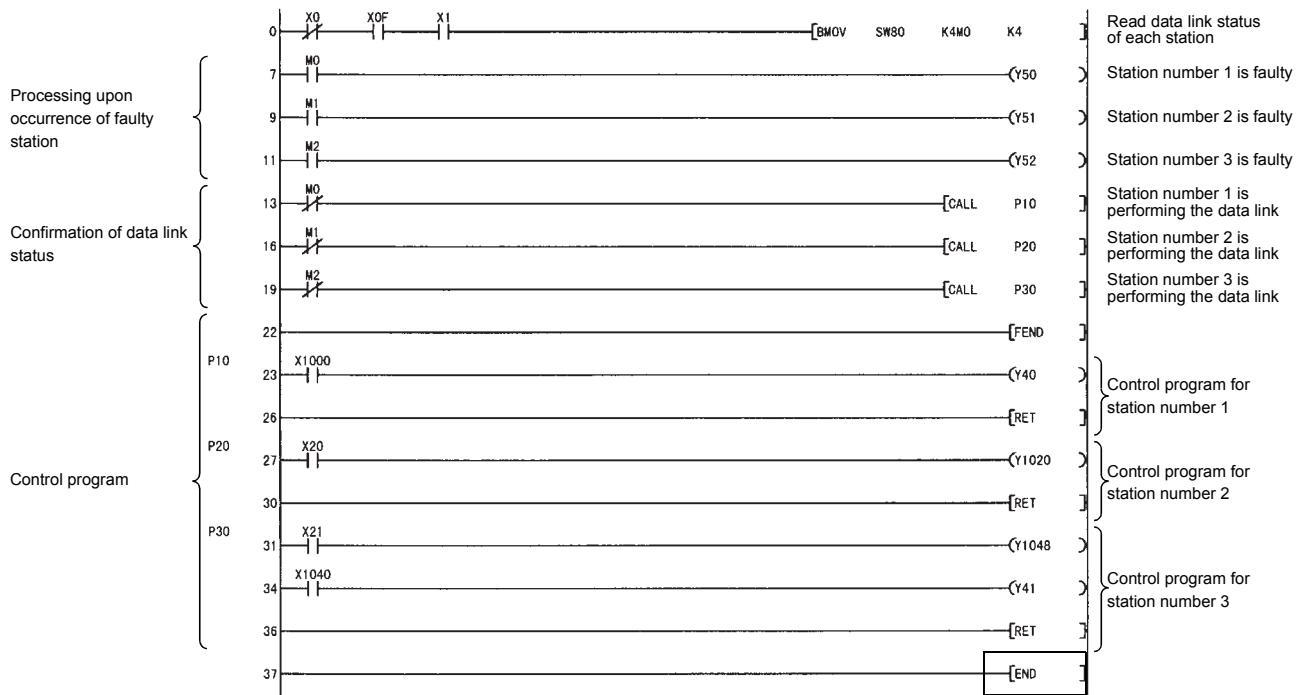 X0 X0F X1
0 [BMOV SW80 K4M0 K4 ]
Read data link status
of each station
Processing upon
occurrence of faulty
station
M0
7 (Y50 )
Station number 1 is faulty
M1
9 (Y51 )
Station number 2 is faulty
M2
11 (Y52 )
Station number 3 is faulty
Confirmation of data link
status
M0
13 [CALL P10 ]
Station number 1 is
performing the data link
M1
16 [CALL P20 ]
Station number 2 is
performing the data link
M2
19 [CALL P30 ]
Station number 3 is
performing the data link
Control program
22 [FEND ]
P10
X1000
23 (Y40 )
26 [RET ]
Control program for
station number 1
P20
X20
27 (Y1020 )
30 [RET ]
Control program for
station number 2
P30
X21
31 (Y1048 )
X1040
34 (Y41 )
36 [RET ]
Control program for
station number 3
37 [END ]